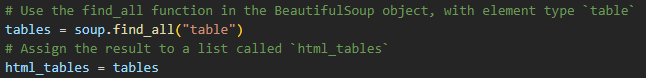 # Use the find_all function in the BeautifulSoup object, with element type `table`
tables = soup.find_all("table")
# Assign the result to a list called `html_tables`
html_tables = tables